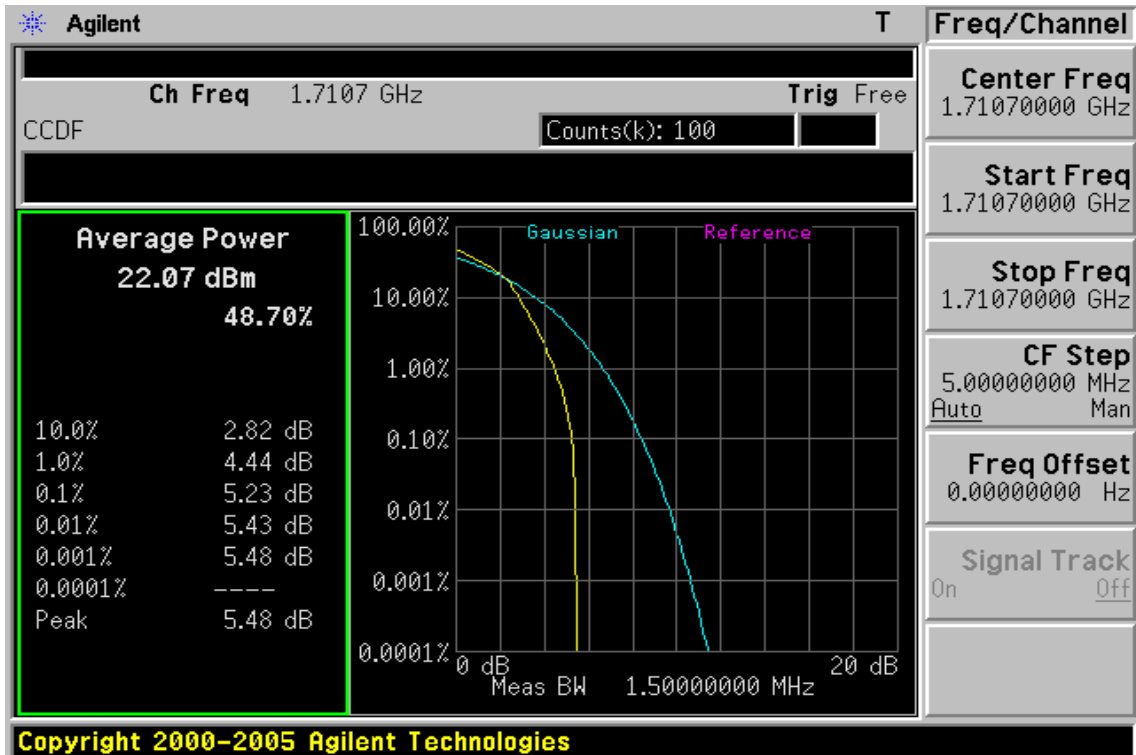 Agilent
T
Freq/Channel
Ch Freq 1.7107 GHz
Trig Free
CCDF
Counts(k): 100
Average Power
22.07 dBm
48.70%
10.0% 2.82 dB
1.0% 4.44 dB
0.1% 5.23 dB
0.01% 5.43 dB
0.001% 5.48 dB
0.0001% ----
Peak 5.48 dB
Gaussian
Reference
100.00%
10.00%
1.00%
0.10%
0.01%
0.001%
0.0001%
0 dB
20 dB
Meas BW 1.50000000 MHz
Center Freq
1.71070000 GHz
Start Freq
1.71070000 GHz
Stop Freq
1.71070000 GHz
CF Step
5.00000000 MHz
Auto Man
Freq Offset
0.00000000 Hz
Signal Track
On Off
Copyright 2000-2005 Agilent Technologies